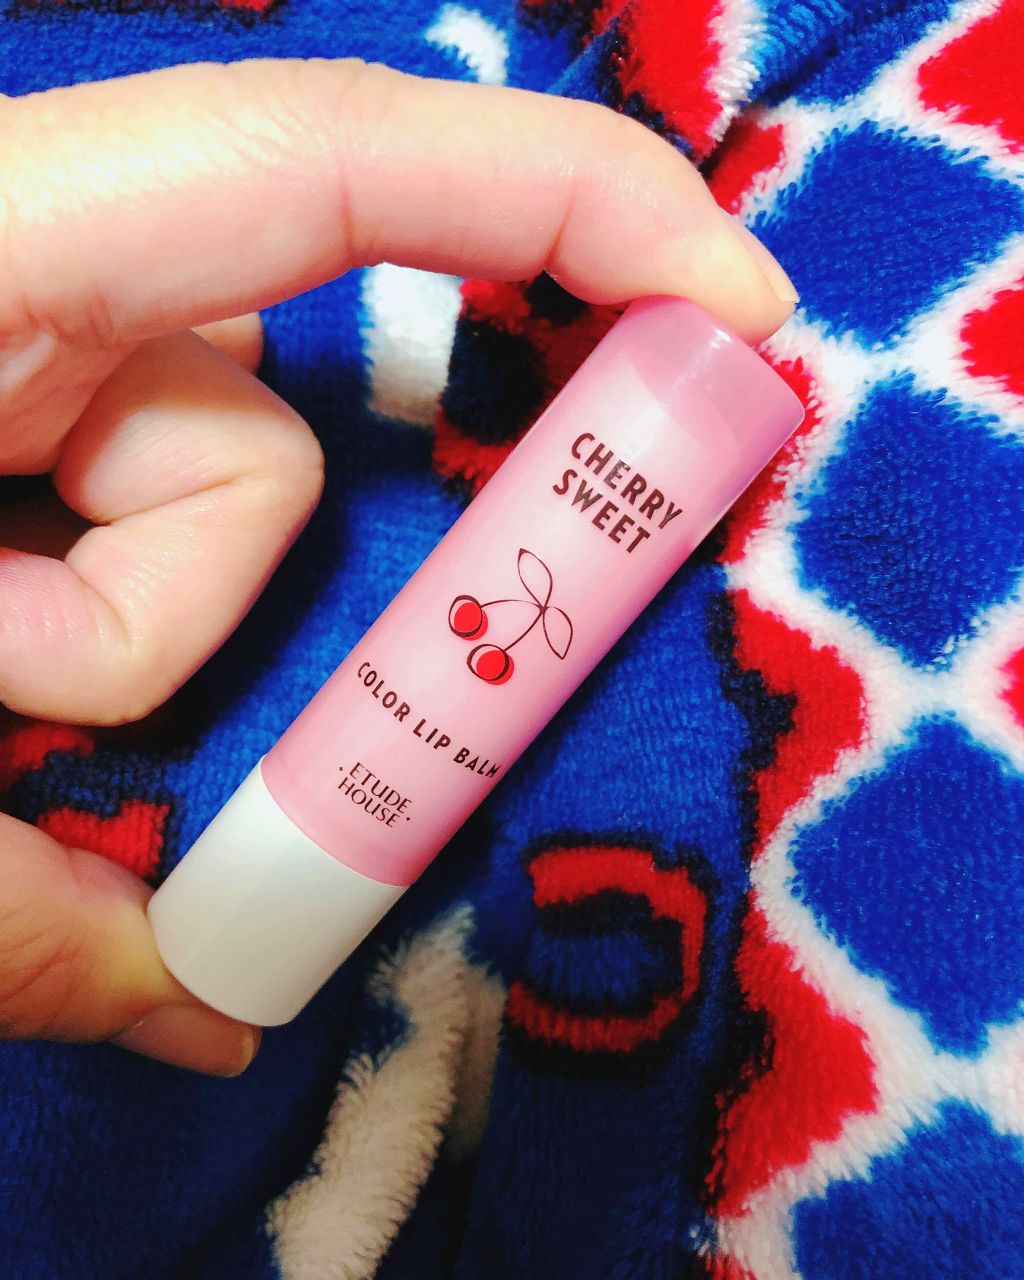 CHERRY
SWEET
COLOR LIP BALM
·ETUDE·
HOUSE